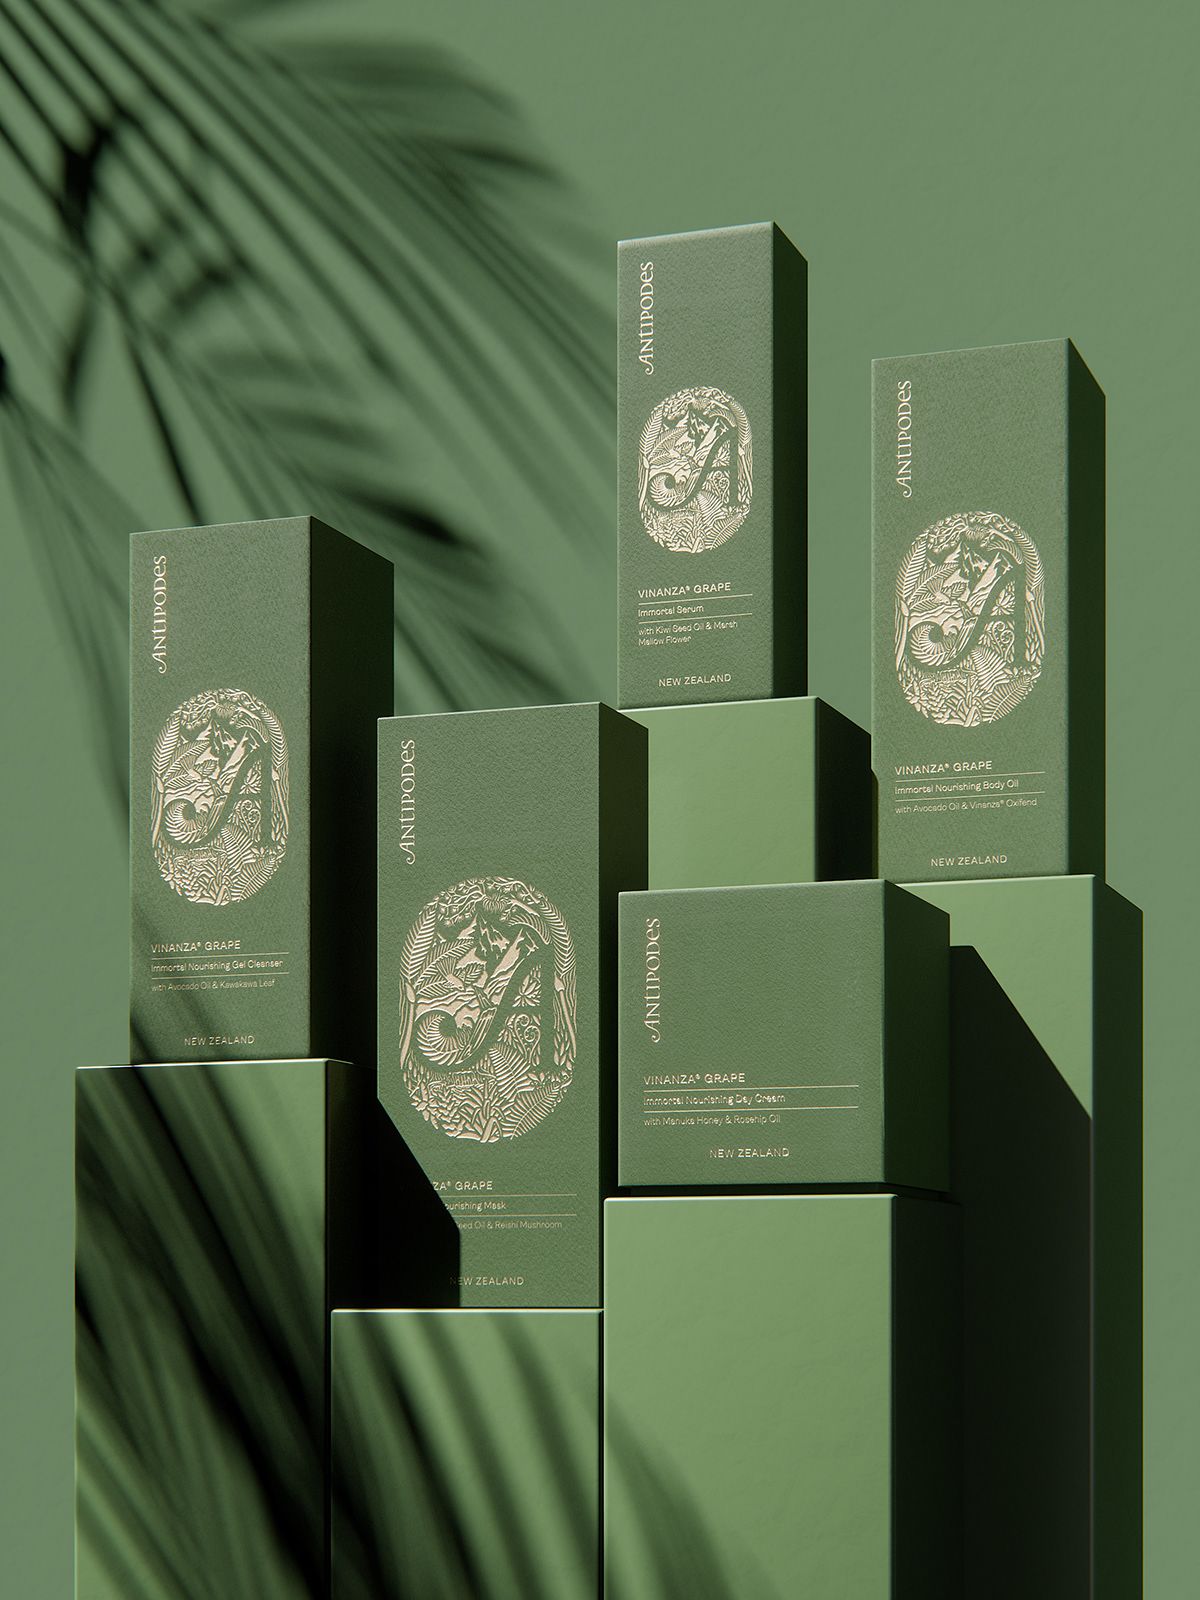 ANTIPODES
VINANZA® GRAPE
Immortal Serum
with Kiwi Seed Oil & Marsh
Mallow Flower
NEW ZEALAND
ANTIPODES
VINANZA® GRAPE
Immortal Nourishing Body Oil
with Avocado Oil & Vinanza® Oxifend
NEW ZEALAND
ANTIPODES
VINANZA® GRAPE
Immortal Nourishing Gel Cleanser
with Avocado Oil & Kawakawa Leaf
NEW ZEALAND
ANTIPODES
GRAPE
Mask
Oil & Reishi Mushroom
NEW ZEALAND
ANTIPODES
VINANZA® GRAPE
Immortal Nourishing Day Cream
with Manuka Honey & Rosehip Oil
NEW ZEALAND